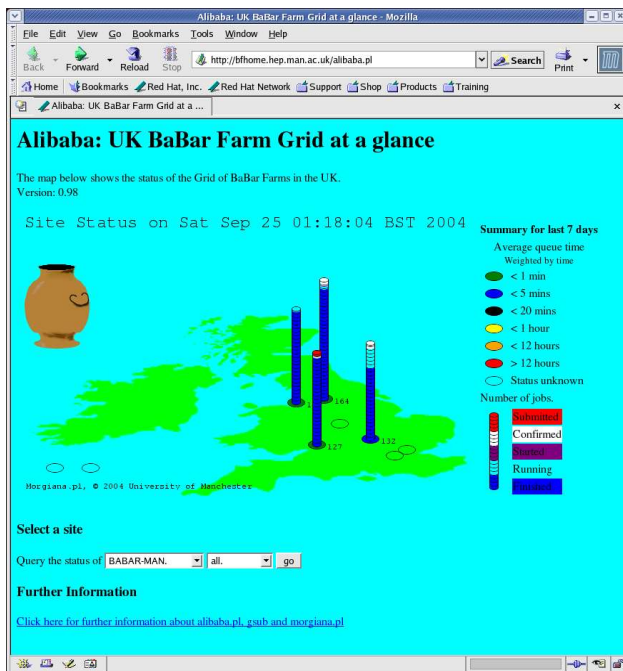 Alibaba: UK BaBar Farm Grid at a glance - Mozilla
File Edit View Go Bookmarks Tools Window Help
Back Forward Reload Stop http://bfhome.hep.man.ac.uk/alibaba.pl Search Print
Home Bookmarks Red Hat, Inc. Red Hat Network Support Shop Products Training
Alibaba: UK BaBar Farm Grid at a ...
Alibaba: UK BaBar Farm Grid at a glance
The map below shows the status of the Grid of BaBar Farms in the UK.
Version: 0.98
Site Status on Sat Sep 25 01:18:04 BST 2004
Summary for last 7 days
Average queue time
Weighted by time
< 1 min
< 5 mins
< 20 mins
< 1 hour
< 12 hours
> 12 hours
Status unknown
Number of jobs.
Submitted
Confirmed
Started
Running
Finished
164
132
127
Morgiana.pl, © 2004 University of Manchester
Select a site
Query the status of BABAR-MAN. all. go
Further Information
Click here for further information about alibaba.pl, gsub and morgiana.pl